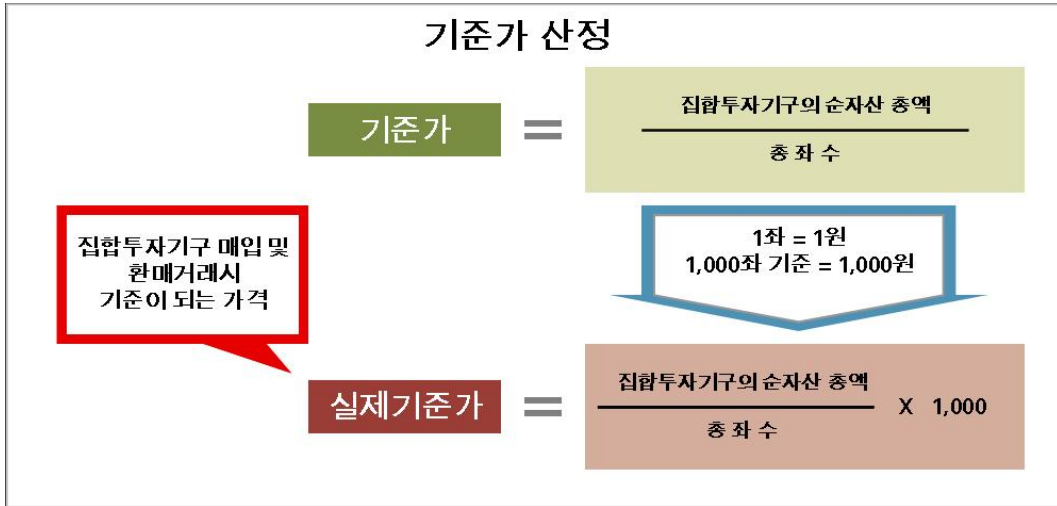 기준가 산정
기준가
=
집합투자기구의 순자산 총액
총 좌 수
집합투자기구 매입 및
환매거래시
기준이 되는 가격
1좌 = 1원
1,000좌 기준 = 1,000원
실제기준가
=
집합투자기구의 순자산 총액
총 좌 수
X 1,000